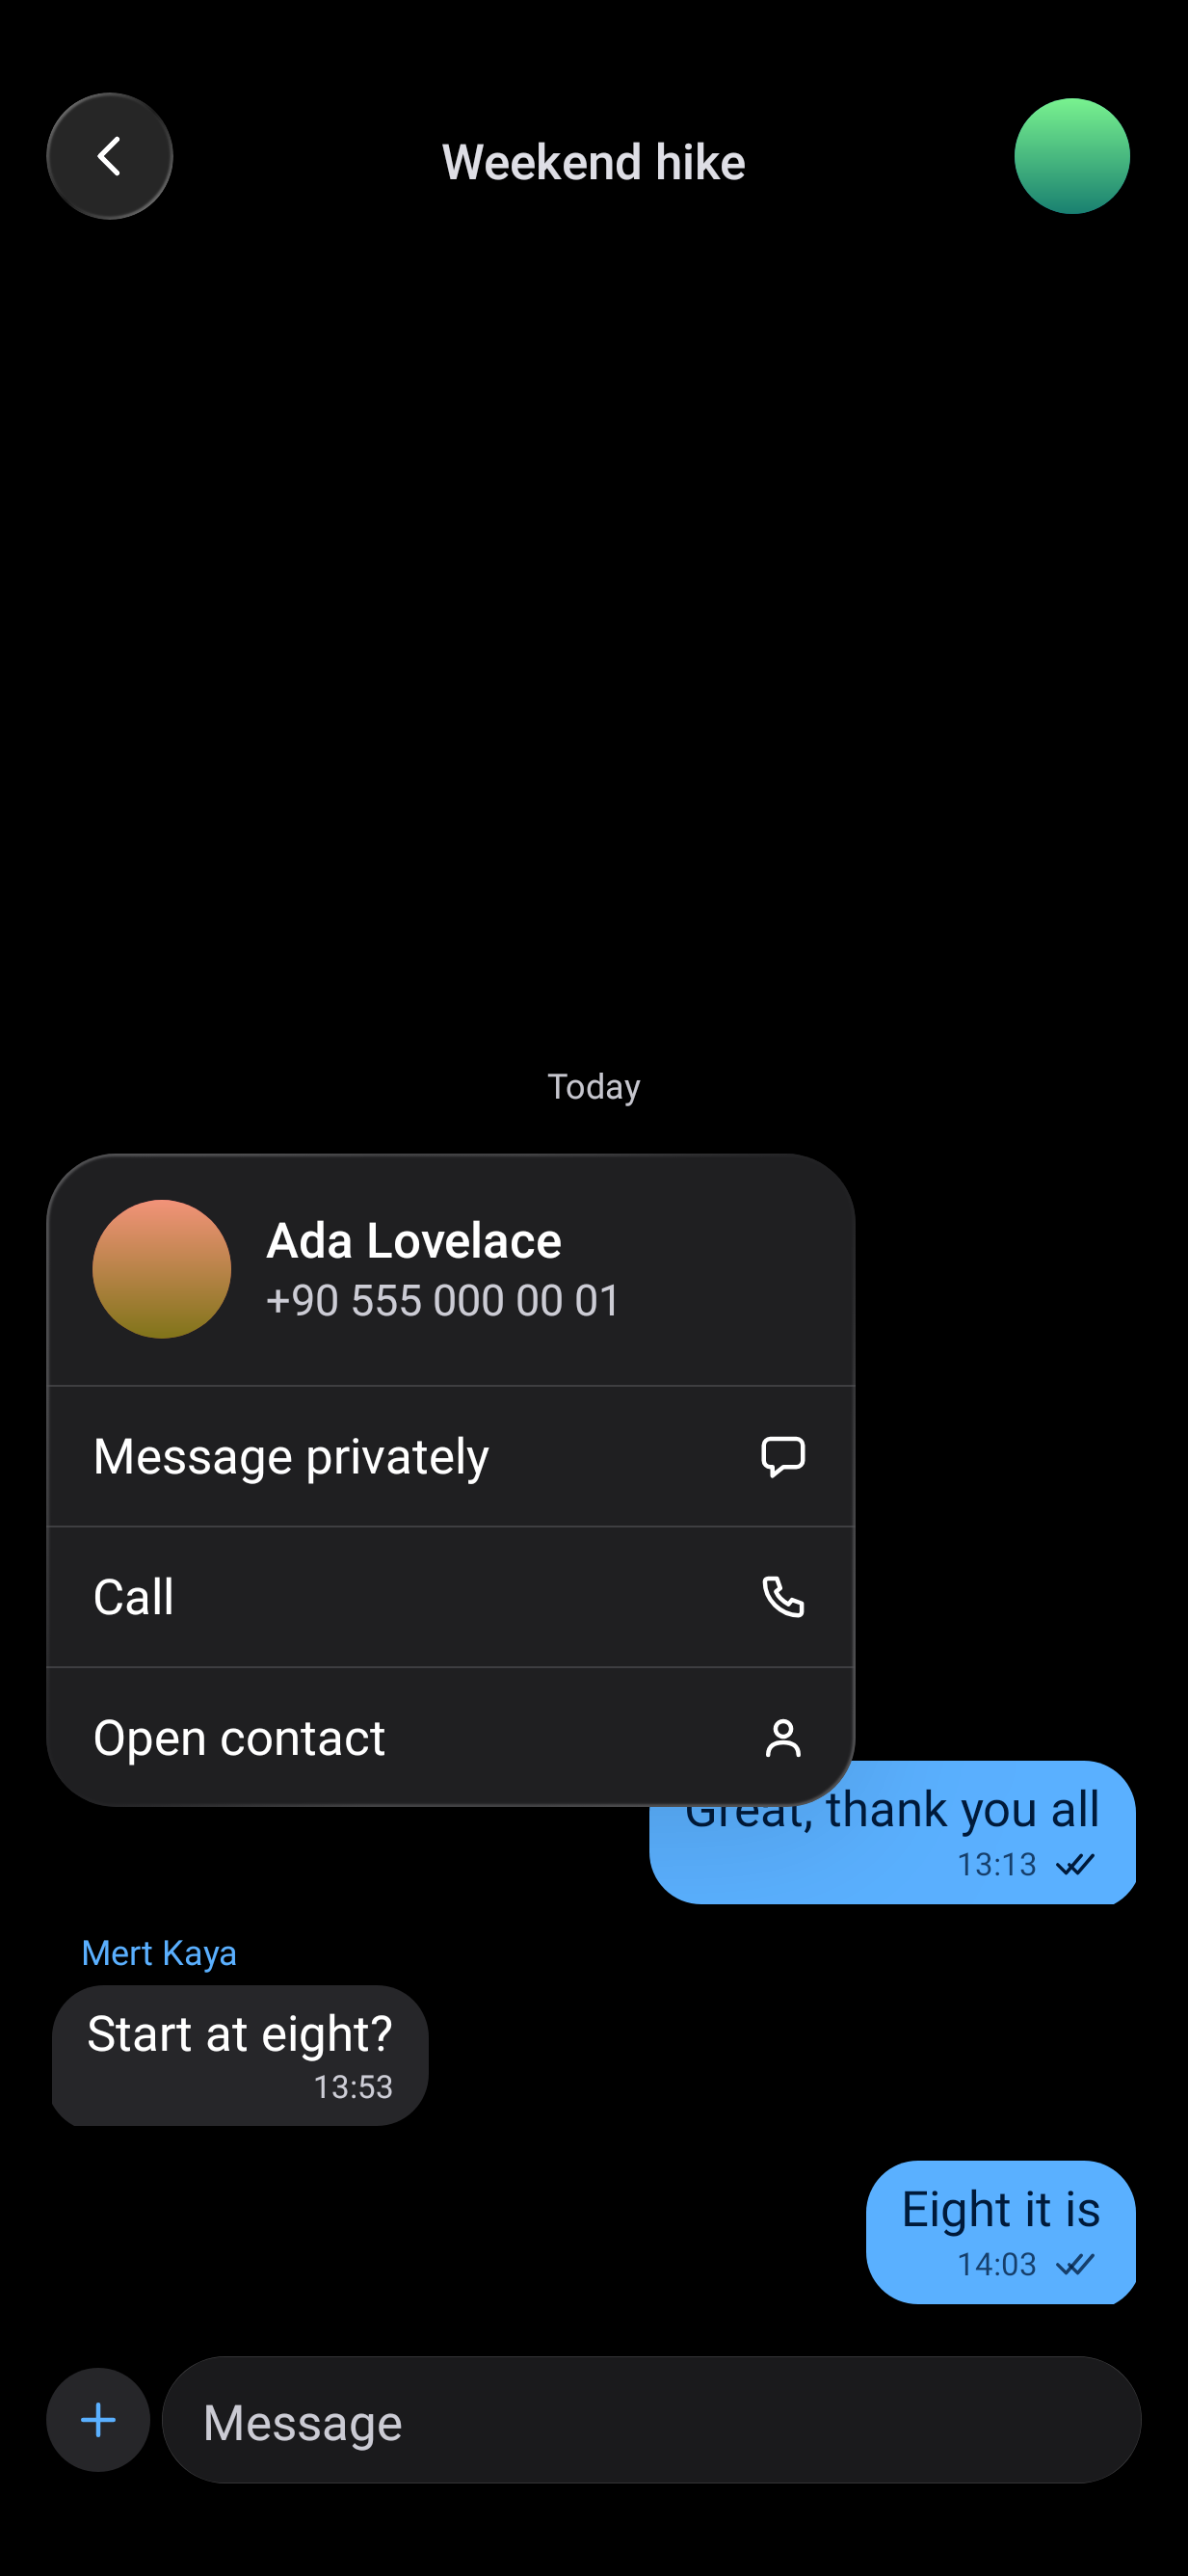 Weekend hike
Today
Ada Lovelace
+90 555 000 00 01
Message privately
Call
Open contact
Great, thank you all
13:13
Mert Kaya
Start at eight?
13:53
Eight it is
14:03
Message